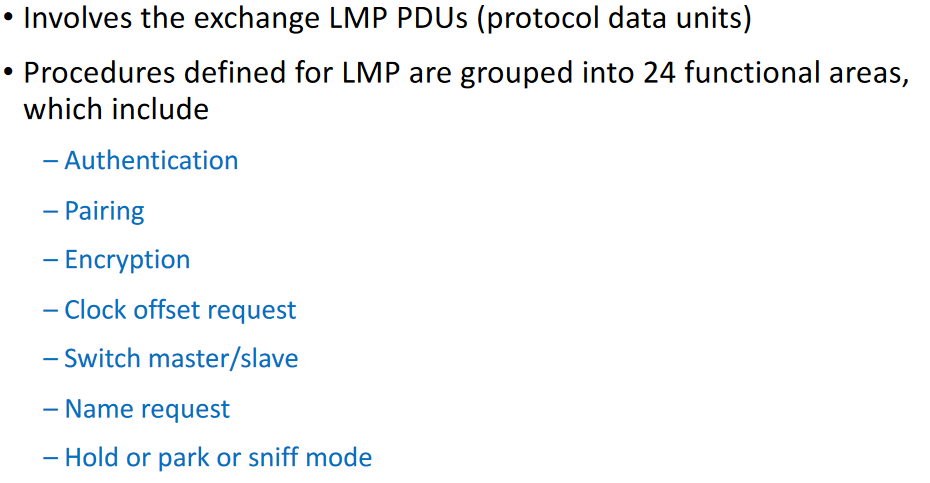 • Involves the exchange LMP PDUs (protocol data units)
• Procedures defined for LMP are grouped into 24 functional areas,
which include
– Authentication
– Pairing
– Encryption
– Clock offset request
– Switch master/slave
– Name request
– Hold or park or sniff mode